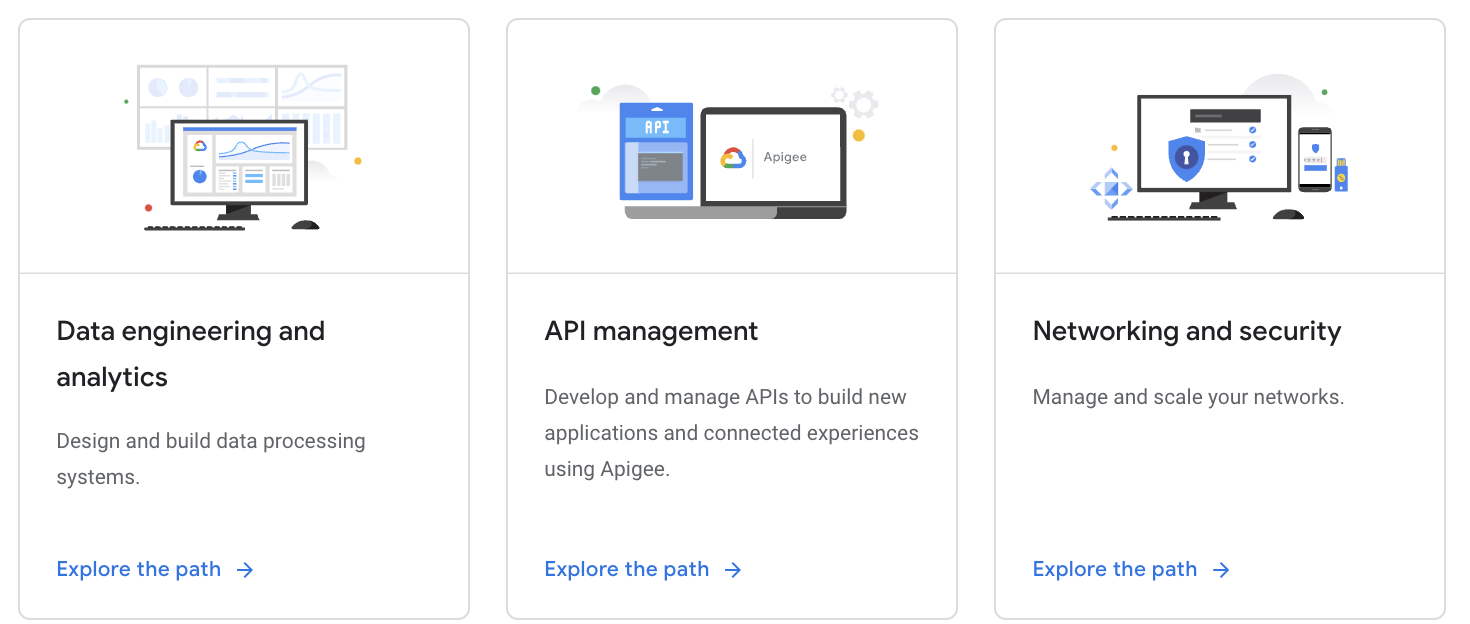 API
Apigee
Data engineering and
analytics
Design and build data processing
systems.
Explore the path
API management
Develop and manage APIs to build new
applications and connected experiences
using Apigee.
Explore the path
Networking and security
Manage and scale your networks.
Explore the path